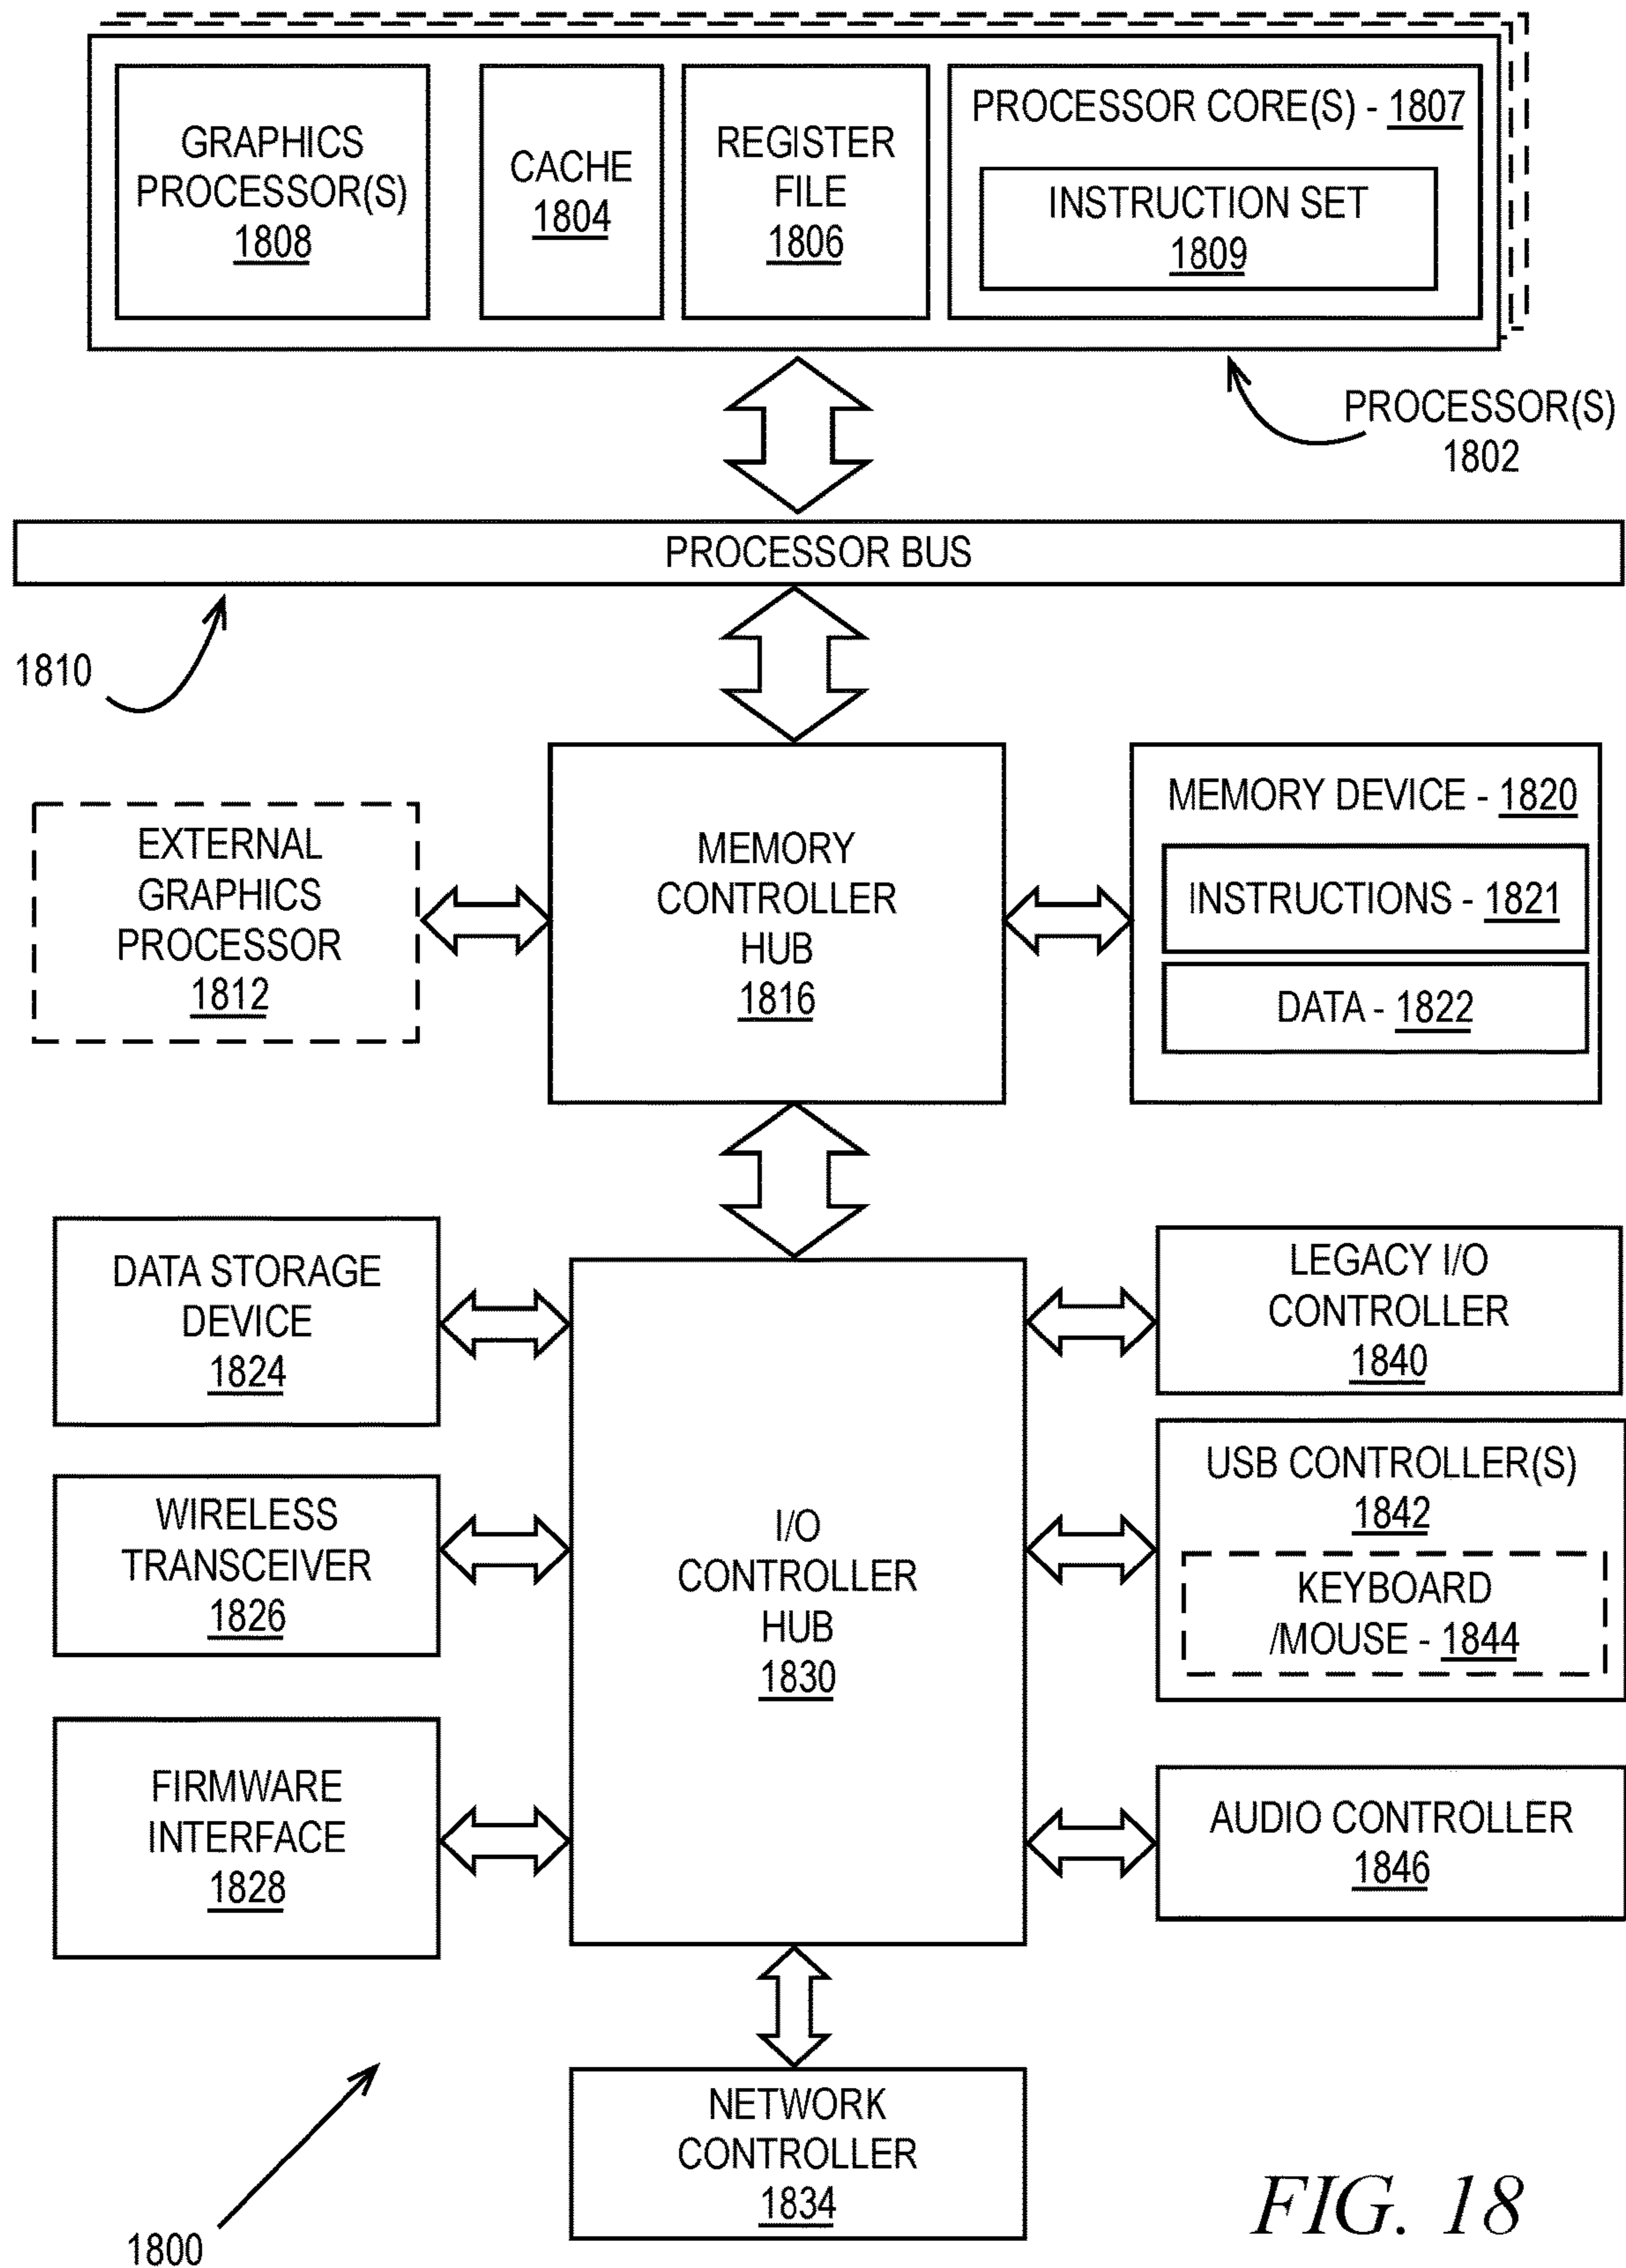 GRAPHICS
PROCESSOR(S)
1808
CACHE
1804
REGISTER
FILE
1806
PROCESSOR CORE(S) - 1807
INSTRUCTION SET
1809
PROCESSOR(S)
1802
PROCESSOR BUS
1810
EXTERNAL
GRAPHICS
PROCESSOR
1812
MEMORY
CONTROLLER
HUB
1816
MEMORY DEVICE - 1820
INSTRUCTIONS - 1821
DATA - 1822
DATA STORAGE
DEVICE
1824
WIRELESS
TRANSCEIVER
1826
FIRMWARE
INTERFACE
1828
I/O
CONTROLLER
HUB
1830
LEGACY I/O
CONTROLLER
1840
USB CONTROLLER(S)
1842
KEYBOARD
/MOUSE - 1844
AUDIO CONTROLLER
1846
NETWORK
CONTROLLER
1834
1800
FIG. 18